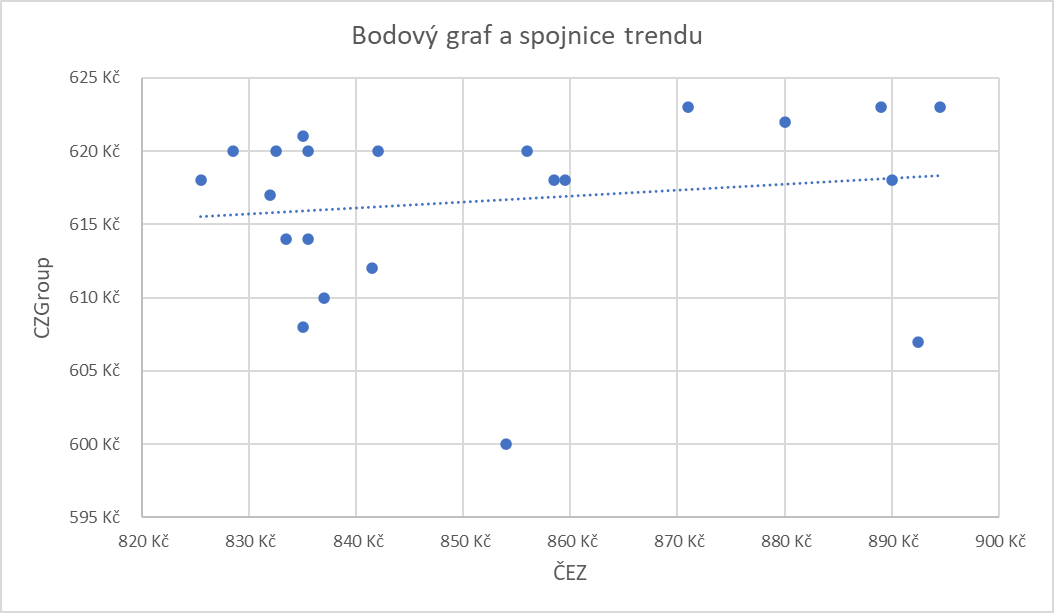 Bodový graf a spojnice trendu
625 Kč
620 Kč
615 Kč
610 Kč
605 Kč
600 Kč
595 Kč
CZGroup
820 Kč 830 Kč 840 Kč 850 Kč 860 Kč 870 Kč 880 Kč 890 Kč 900 Kč
ČEZ